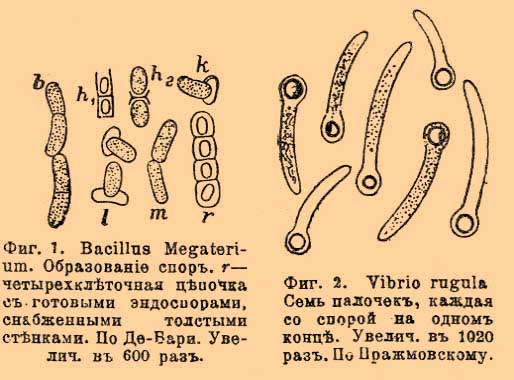 b h₁ h₂ k
l m r
Фиг. 1. Bacillus Megateri-
um. Образованіе споръ. r—
четырехклѣточная цѣпочка
съ готовыми эндоспорами,
снабженными толстыми
стѣнками. По Де-Бари. Уве-
лич. въ 600 разъ.
Фиг. 2. Vibrio rugula
Семь палочекъ, каждая
со спорой на одномъ
концѣ. Увелич. въ 1020
разъ. По Пражмовскому.